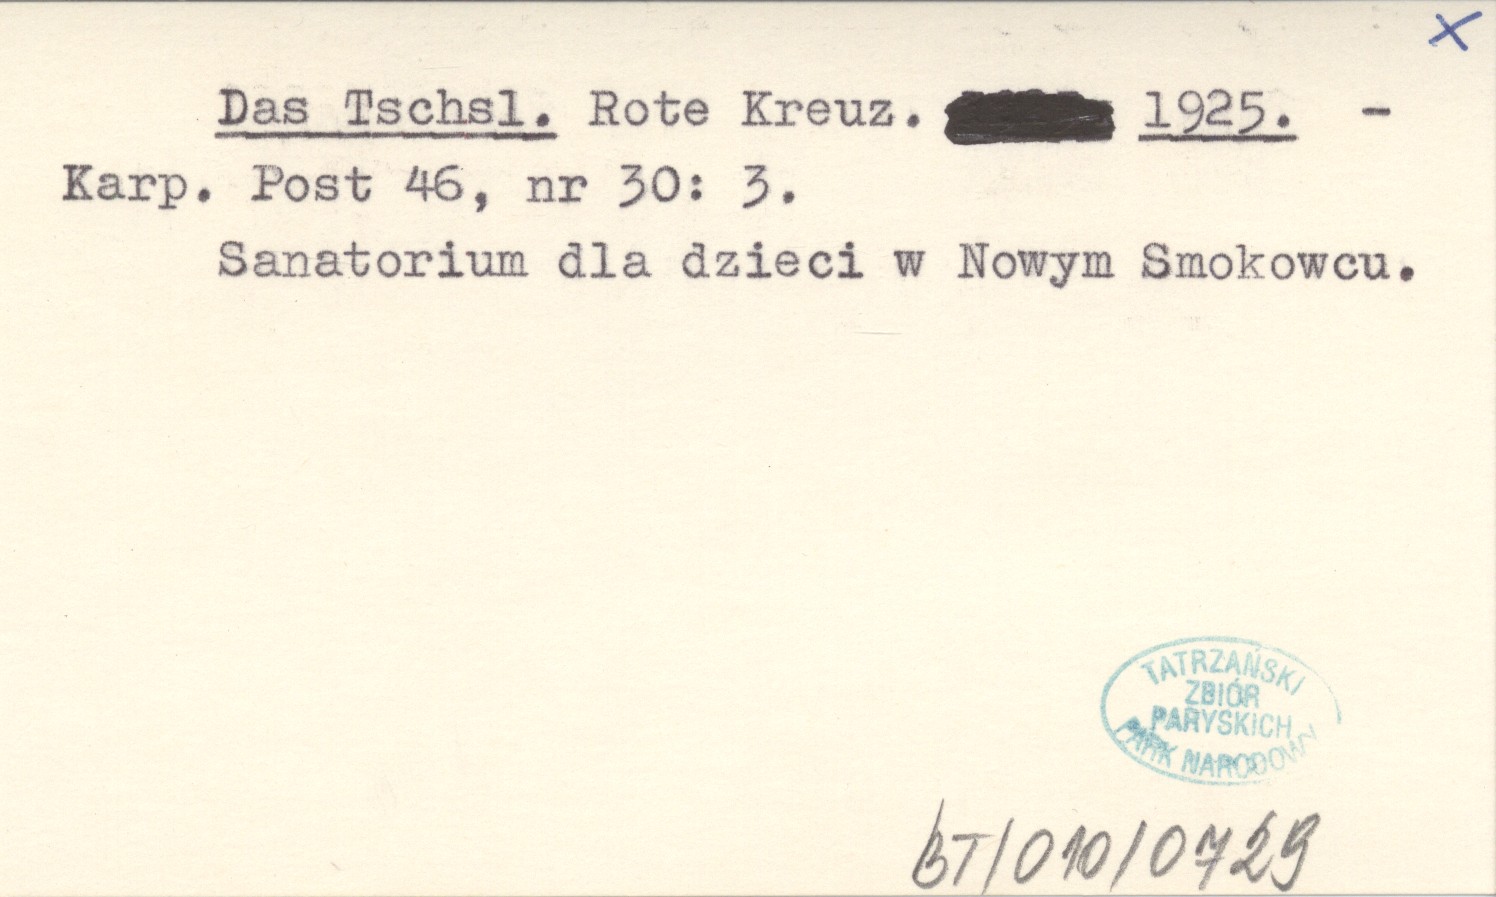 x
Das Tschsl. Rote Kreuz. 1925. -
Karp. Post 46, nr 30: 3.
Sanatorium dla dzieci w Nowym Smokowcu.
TATRZAŃSKI
ZBIÓR
PARYSKICH
PARK NARODOWY
BT/010/0729